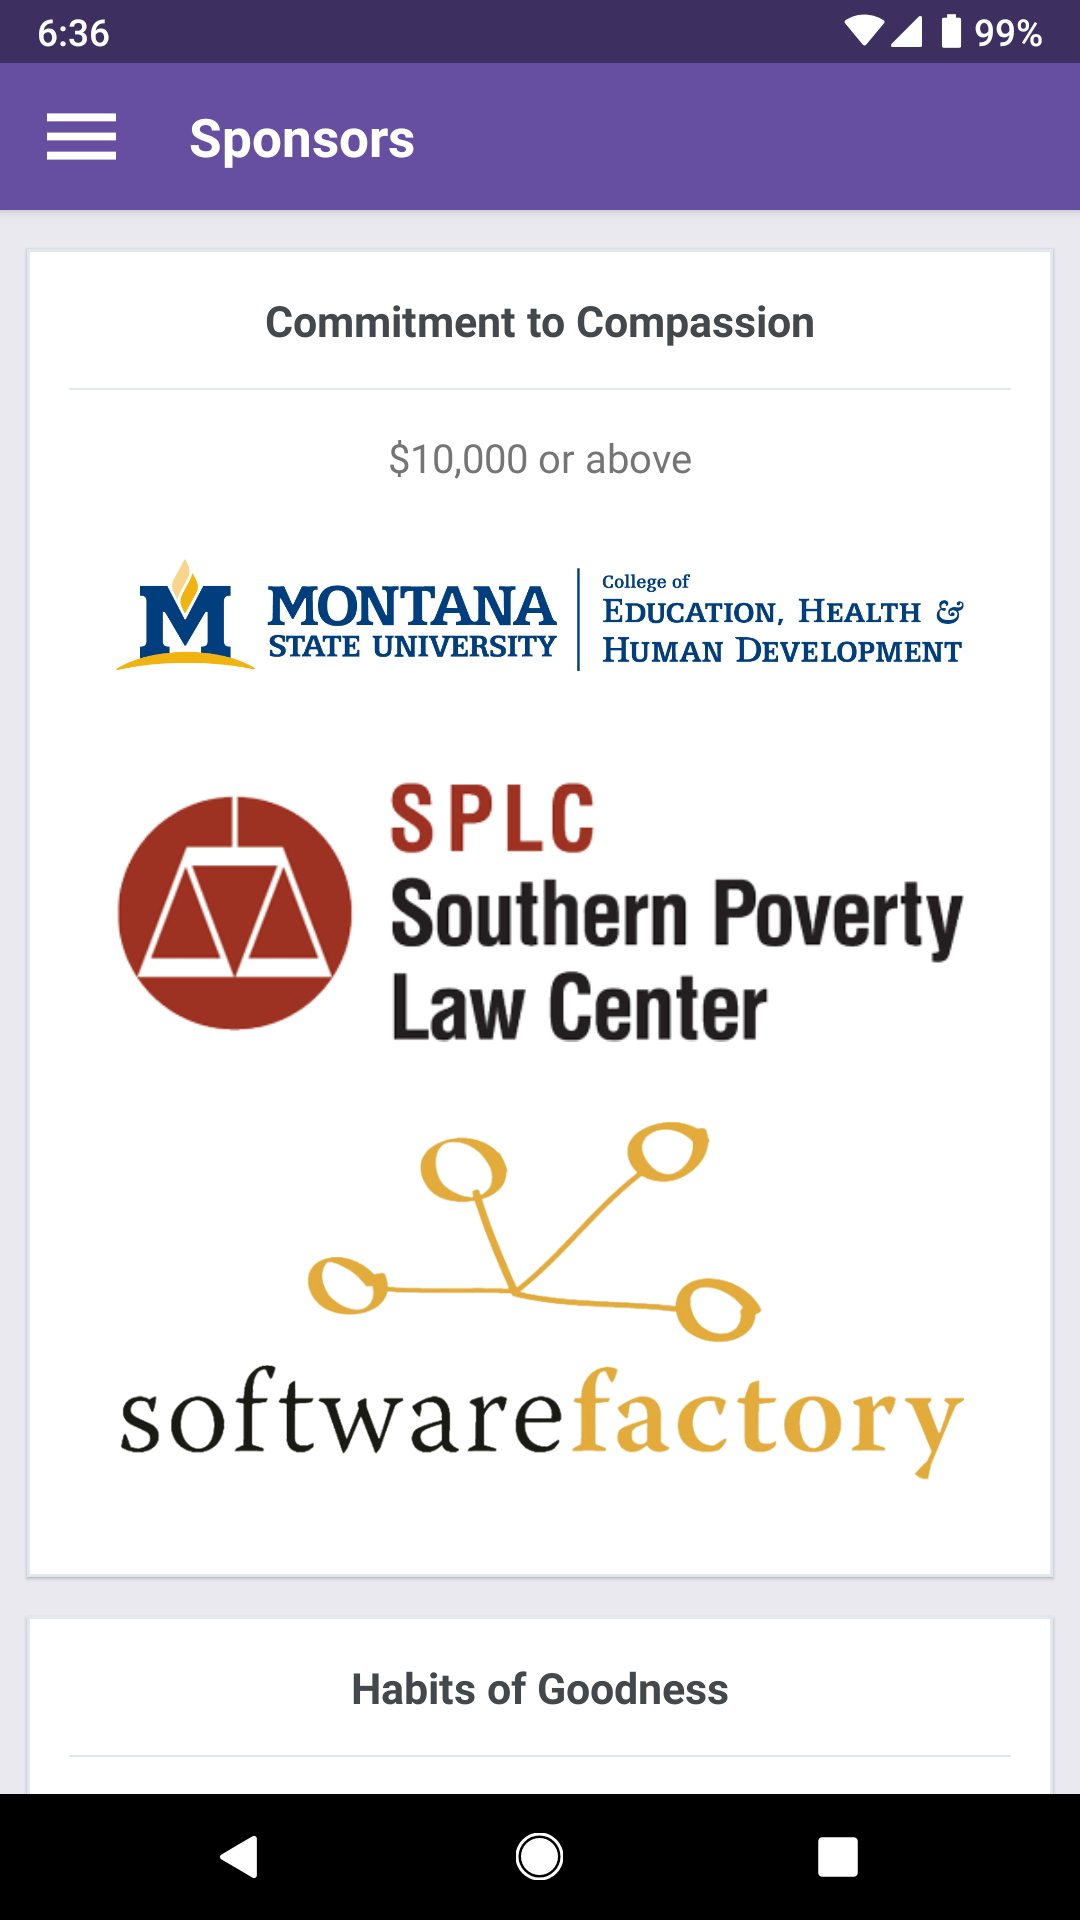 6:36
99%
Sponsors
Commitment to Compassion
$10,000 or above
M
MONTANA
STATE UNIVERSITY
College of
EDUCATION, HEALTH &
HUMAN DEVELOPMENT
SPLC
Southern Poverty
Law Center
softwarefactory
Habits of Goodness